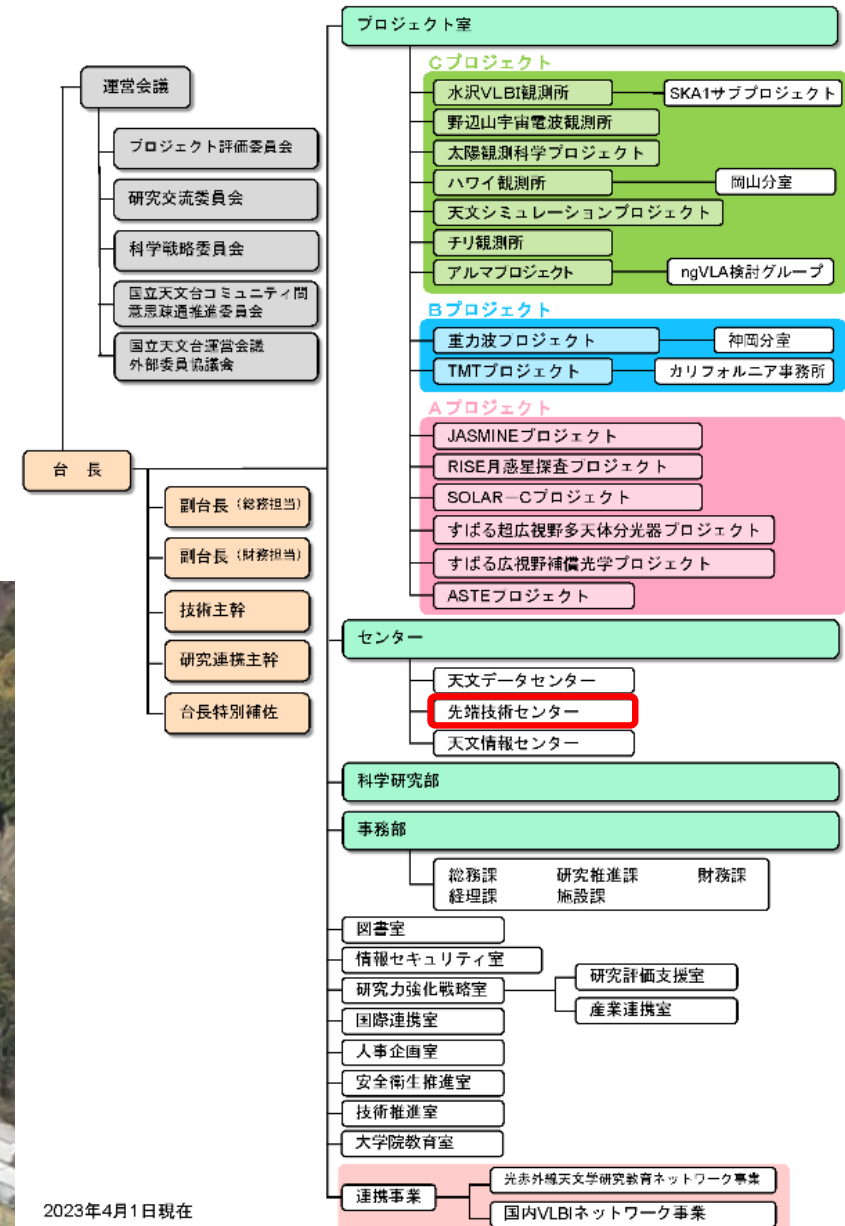 運営会議
プロジェクト評価委員会
研究交流委員会
科学戦略委員会
国立天文台コミュニティ間
意思疎通推進委員会
国立天文台運営会議
外部委員協議会
台 長
副台長（総務担当）
副台長（財務担当）
技術主幹
研究連携主幹
台長特別補佐
プロジェクト室
Cプロジェクト
水沢VLBI観測所
SKA1サブプロジェクト
野辺山宇宙電波観測所
太陽観測科学プロジェクト
ハワイ観測所
岡山分室
天文シミュレーションプロジェクト
チリ観測所
アルマプロジェクト
ngVLA検討グループ
Bプロジェクト
重力波プロジェクト
神岡分室
TMTプロジェクト
カリフォルニア事務所
Aプロジェクト
JASMINEプロジェクト
RISE月惑星探査プロジェクト
SOLAR－Cプロジェクト
すばる超広視野多天体分光器プロジェクト
すばる広視野補償光学プロジェクト
ASTEプロジェクト
センター
天文データセンター
先端技術センター
天文情報センター
科学研究部
事務部
総務課 研究推進課 財務課
経理課 施設課
図書室
情報セキュリティ室
研究力強化戦略室
研究評価支援室
産業連携室
国際連携室
人事企画室
安全衛生推進室
技術推進室
大学院教育室
連携事業
光赤外線天文学研究教育ネットワーク事業
国内VLBIネットワーク事業
2023年4月1日現在